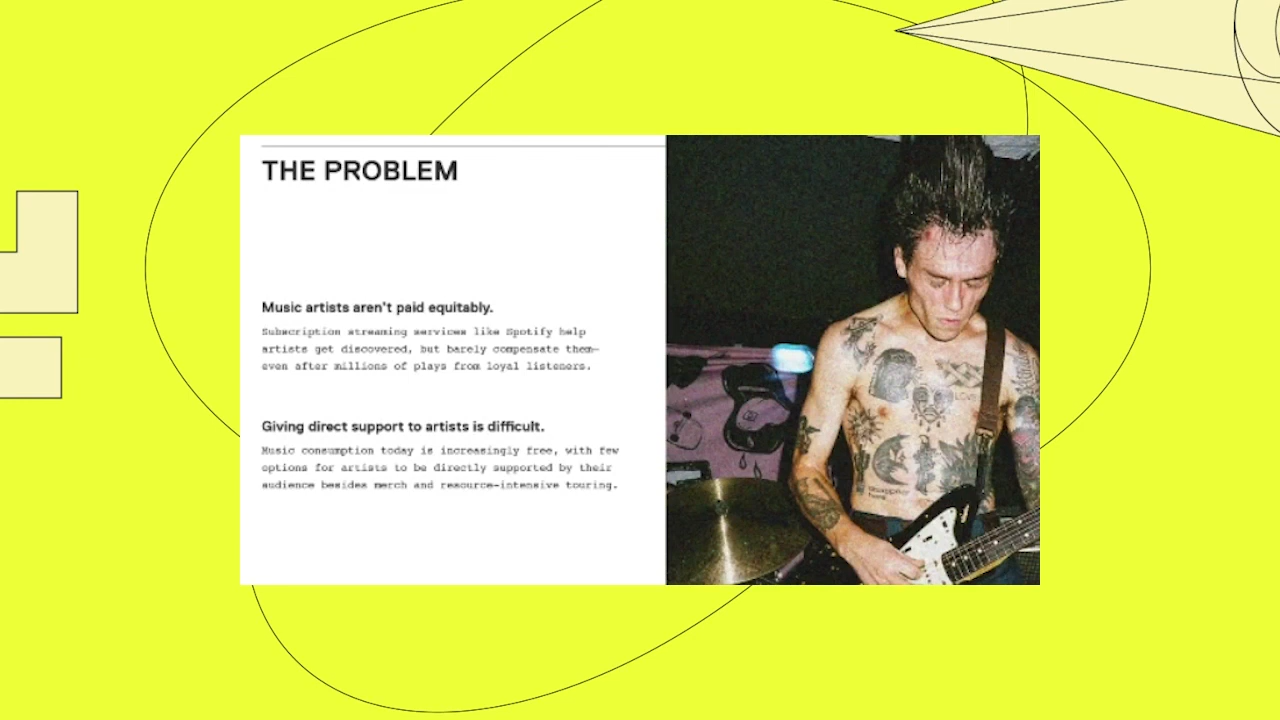 THE PROBLEM
Music artists aren't paid equitably.
Subscription streaming services like Spotify help
artists get discovered, but barely compensate them—
even after millions of plays from loyal listeners.
Giving direct support to artists is difficult.
Music consumption today is increasingly free, with few
options for artists to be directly supported by their
audience besides merch and resource-intensive touring.